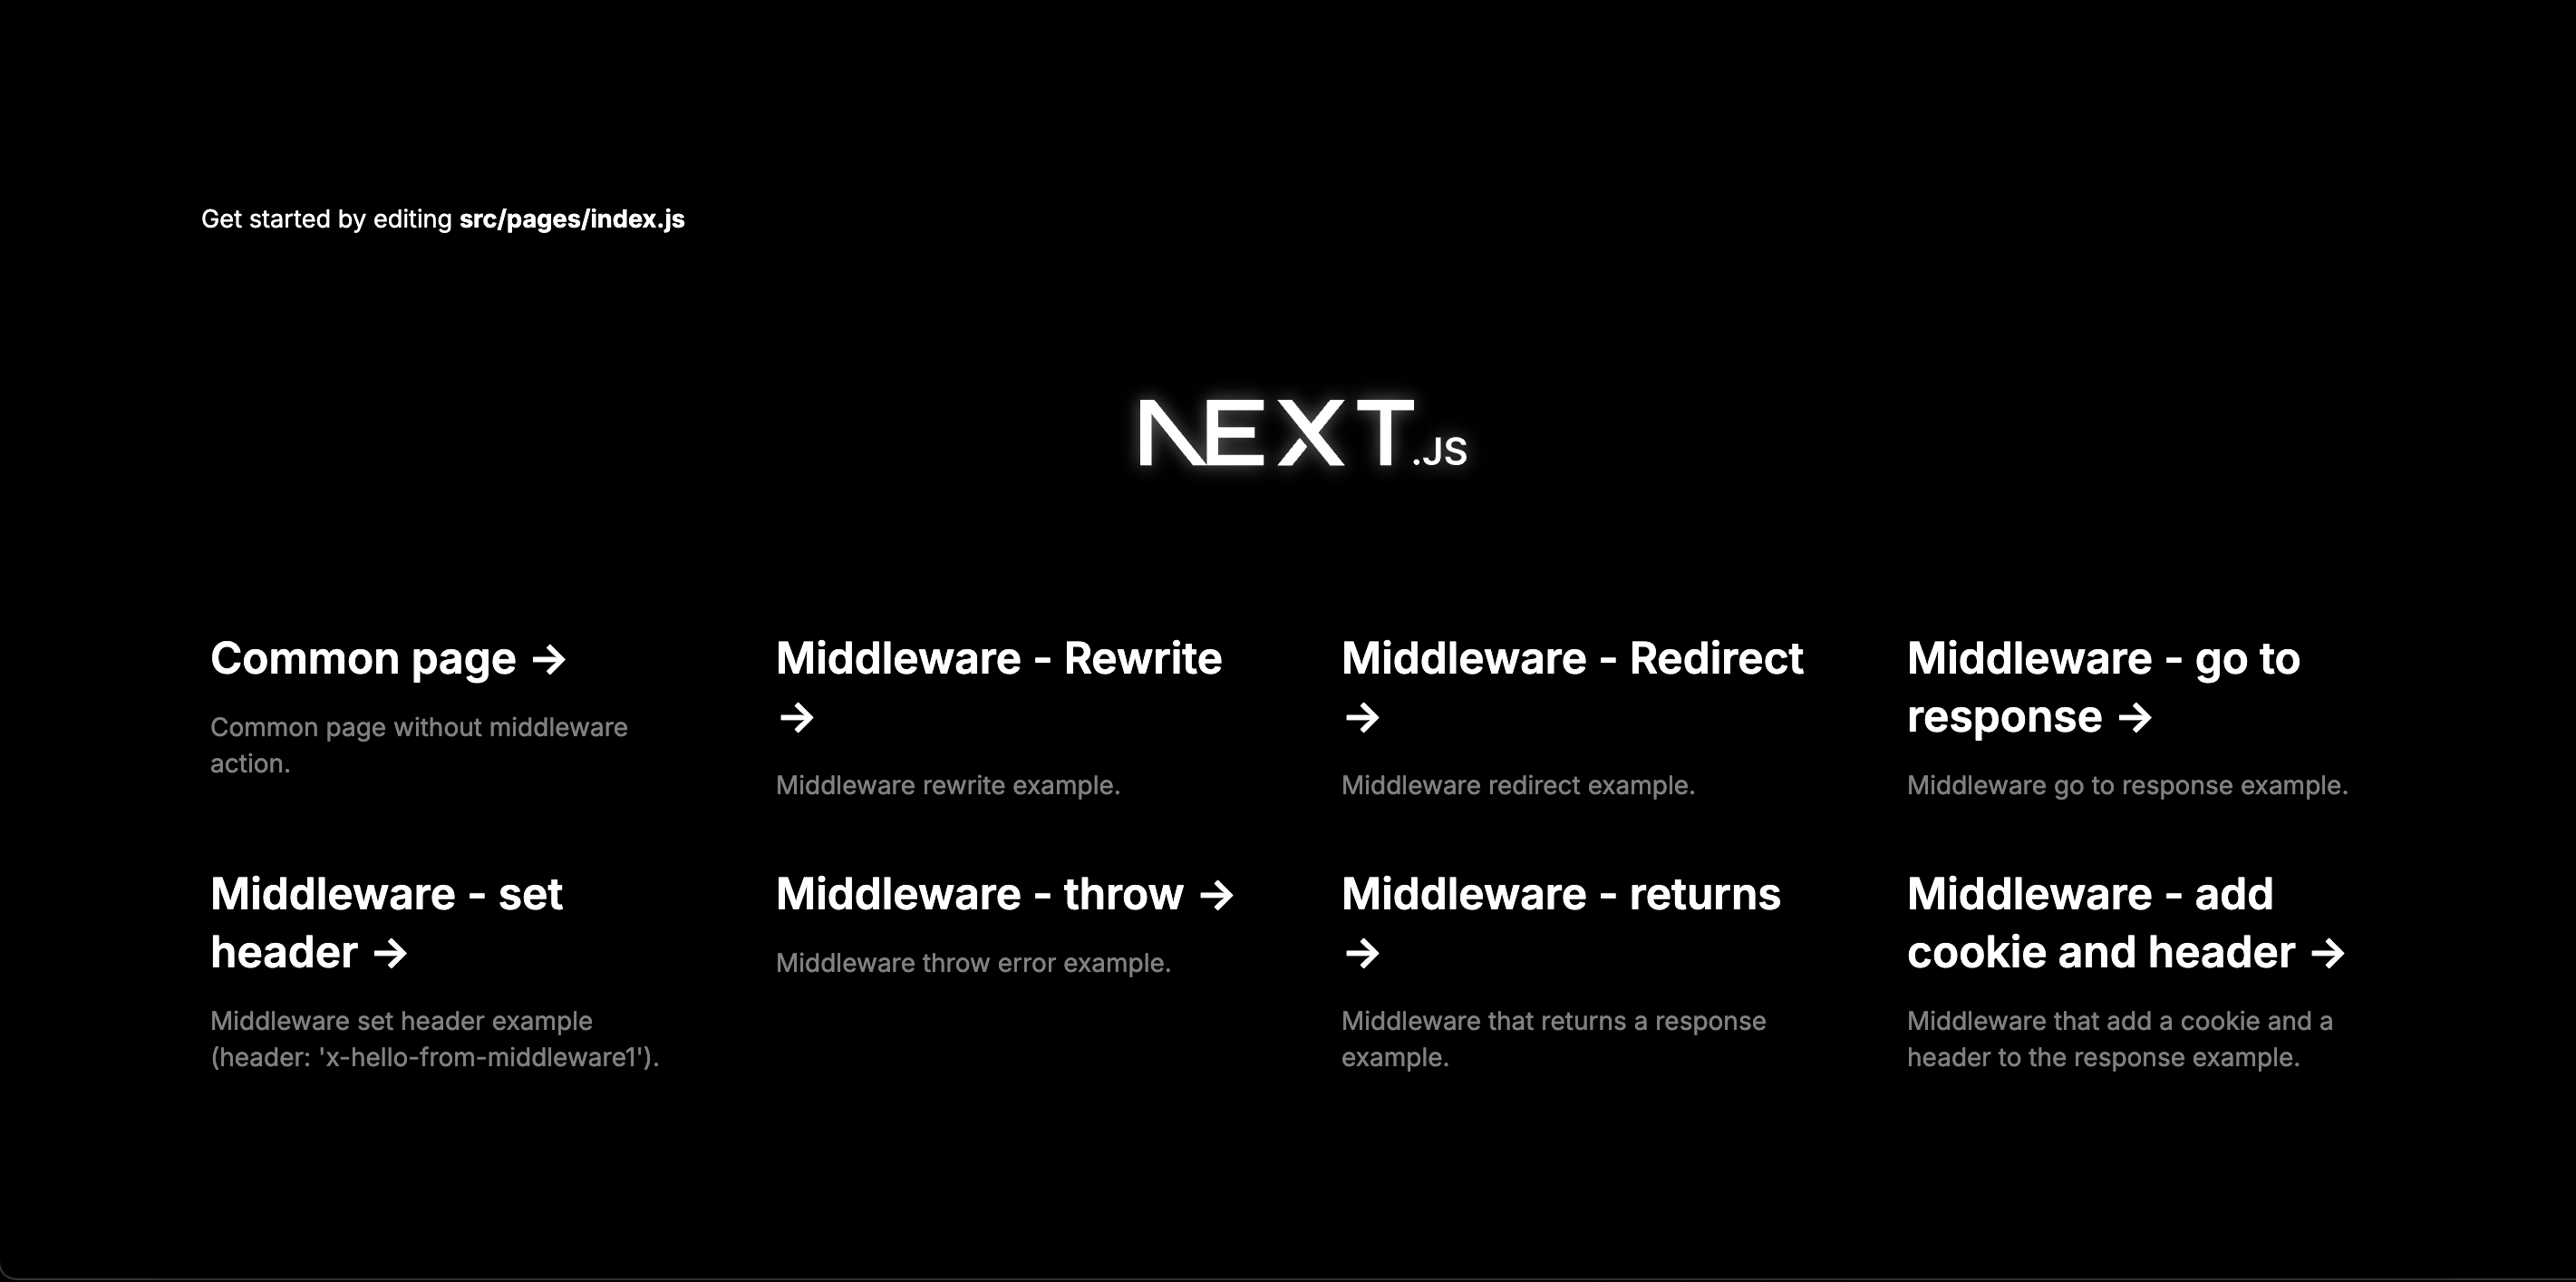 Get started by editing src/pages/index.js
NEXT.JS
Common page →
Common page without middleware
action.
Middleware - Rewrite
→
Middleware rewrite example.
Middleware - Redirect
→
Middleware redirect example.
Middleware - go to
response →
Middleware go to response example.
Middleware - set
header →
Middleware set header example
(header: 'x-hello-from-middleware1').
Middleware - throw →
Middleware throw error example.
Middleware - returns
→
Middleware that returns a response
example.
Middleware - add
cookie and header →
Middleware that add a cookie and a
header to the response example.